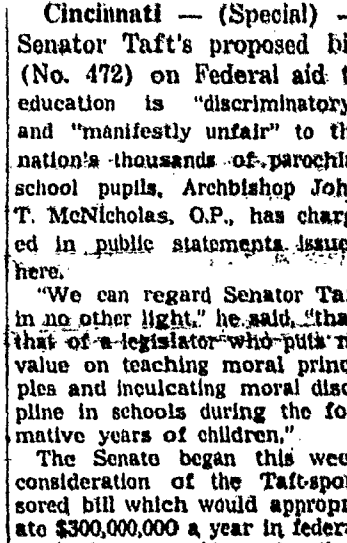 Cincinnati — (Special) –
Senator Taft's proposed bi
(No. 472) on Federal aid t
education is "discriminatory
and "manifestly unfair" to th
nation's thousands of parochi
school pupils, Archbishop Joh
T. McNicholas, O.P., has charg
ed in public statements issue
here.
"We can regard Senator Ta
in no other light," he said, "tha
that of a legislator who puts n
value on teaching moral princ
ples and inculcating moral disc
pline in schools during the fo
mative years of children."
The Senate began this wee
consideration of the Taft-spo
sored bill which would appropr
ate $300,000,000 a year in federa